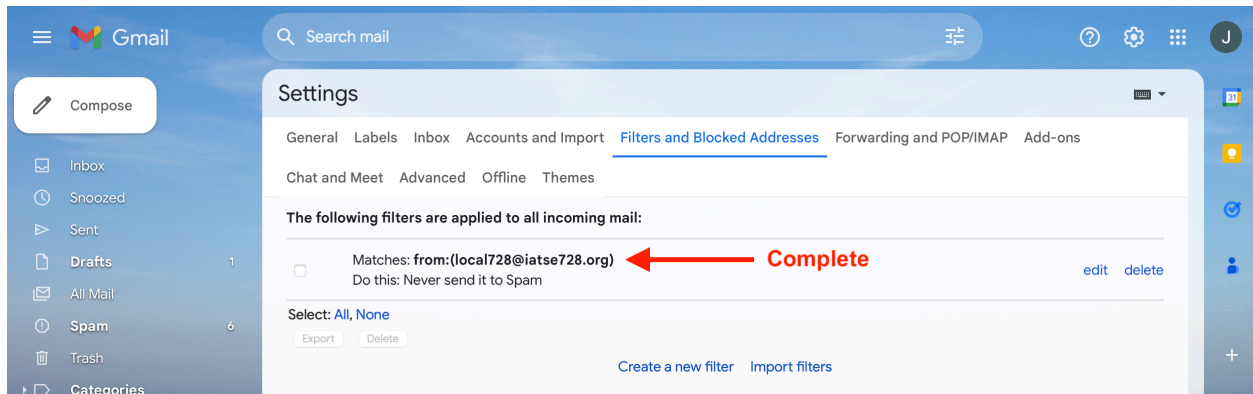 Gmail
Search mail
J
Compose
Settings
31
General Labels Inbox Accounts and Import Filters and Blocked Addresses Forwarding and POP/IMAP Add-ons
Chat and Meet Advanced Offline Themes
Inbox
Snoozed
Sent
Drafts 1
All Mail
Spam 6
Trash
Categories
The following filters are applied to all incoming mail:
Matches: from:(local728@iatse728.org) Complete
Do this: Never send it to Spam
edit delete
Select: All, None
Export Delete
Create a new filter Import filters